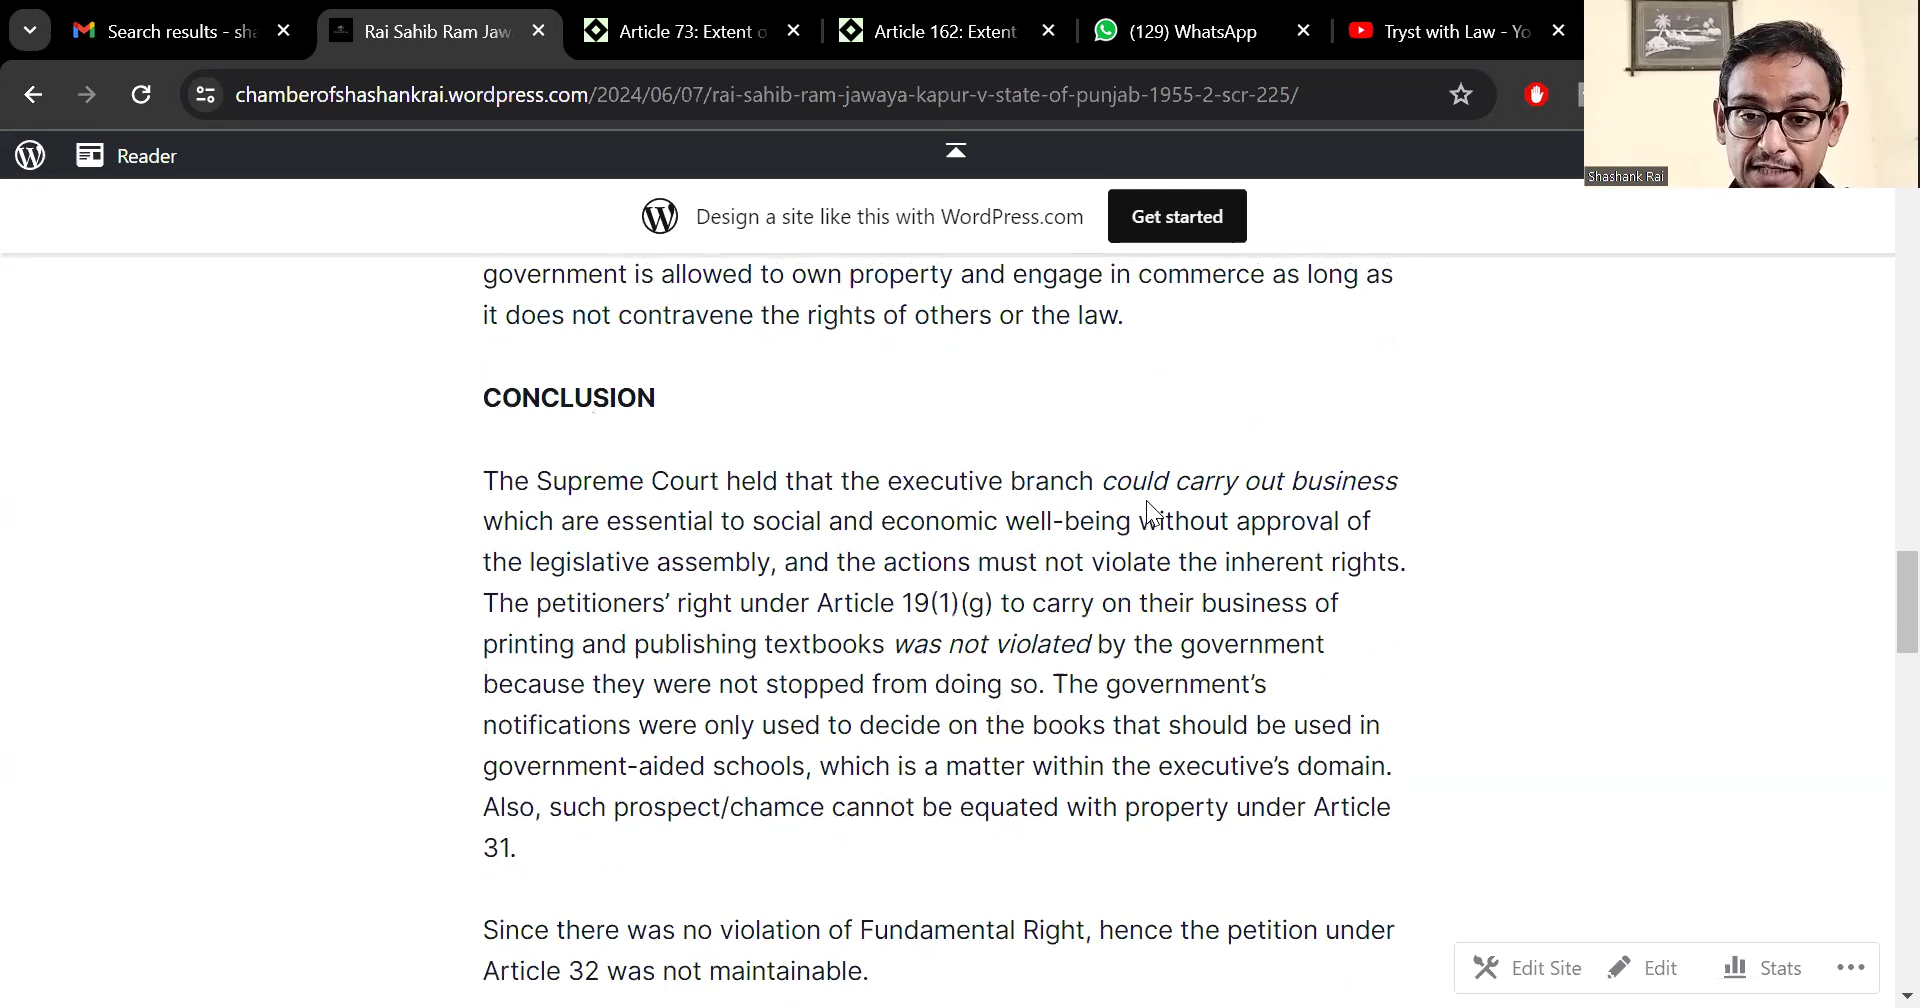 Search results - sha
Rai Sahib Ram Jaw
Article 73: Extent o
Article 162: Extent
(129) WhatsApp
Tryst with Law - Yo
chamberofshashankrai.wordpress.com/2024/06/07/rai-sahib-ram-jawaya-kapur-v-state-of-punjab-1955-2-scr-225/
Reader
Shashank Rai
Design a site like this with WordPress.com
Get started
government is allowed to own property and engage in commerce as long as
it does not contravene the rights of others or the law.
CONCLUSION
The Supreme Court held that the executive branch could carry out business
which are essential to social and economic well-being without approval of
the legislative assembly, and the actions must not violate the inherent rights.
The petitioners’ right under Article 19(1)(g) to carry on their business of
printing and publishing textbooks was not violated by the government
because they were not stopped from doing so. The government’s
notifications were only used to decide on the books that should be used in
government-aided schools, which is a matter within the executive’s domain.
Also, such prospect/chamce cannot be equated with property under Article
31.
Since there was no violation of Fundamental Right, hence the petition under
Article 32 was not maintainable.
Edit Site
Edit
Stats